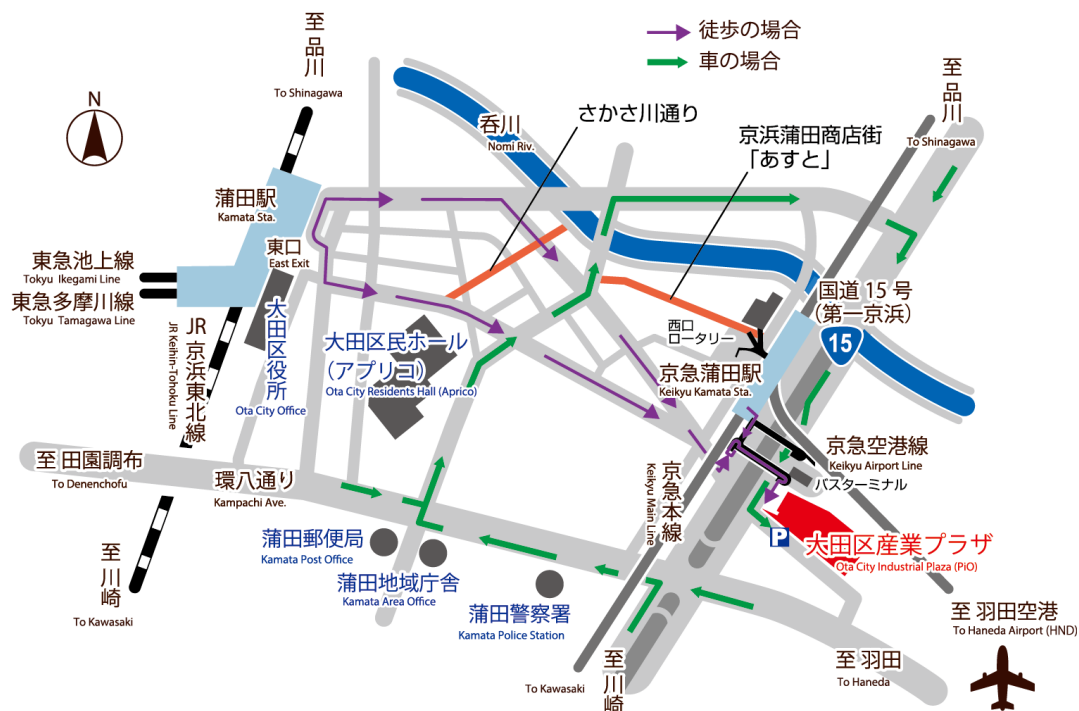 徒歩の場合
車の場合
N
至 品川
To Shinagawa
至 品川
To Shinagawa
さかさ川通り
呑川
Nomi Riv.
京浜蒲田商店街
「あすと」
蒲田駅
Kamata Sta.
東口
East Exit
東急池上線
Tokyu Ikegami Line
東急多摩川線
Tokyu Tamagawa Line
JR 京浜東北線
JR Keihin-Tohoku Line
大田区役所
Ota City Office
大田区民ホール
（アプリコ）
Ota City Residents Hall (Aprico)
西口
ロータリー
国道 15 号
（第一京浜）
15
京急蒲田駅
Keikyu Kamata Sta.
京急空港線
Keikyu Airport Line
バスターミナル
至 田園調布
To Denenchofu
環八通り
Kampachi Ave.
京急本線
Keikyu Main Line
P
大田区産業プラザ
Ota City Industrial Plaza (PiO)
蒲田郵便局
Kamata Post Office
蒲田地域庁舎
Kamata Area Office
蒲田警察署
Kamata Police Station
至 川崎
To Kawasaki
至 川崎
To Kawasaki
至 羽田空港
To Haneda Airport (HND)
至 羽田
To Haneda